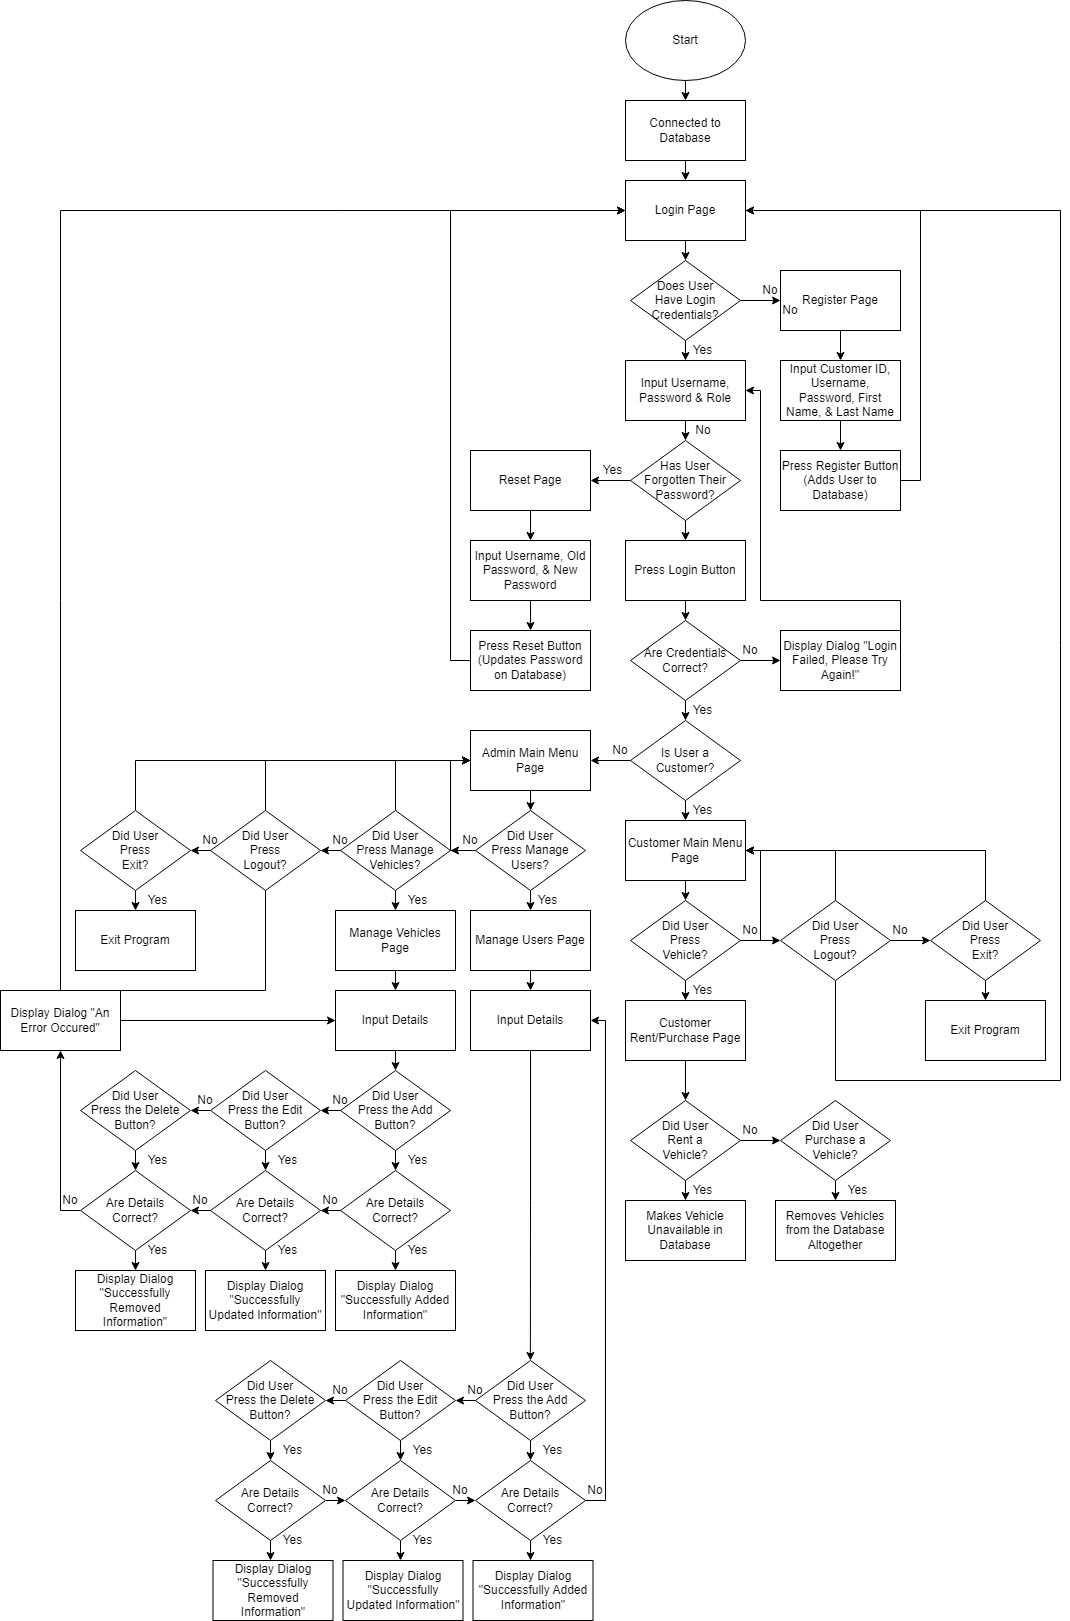 Start
Connected to
Database
Login Page
Does User
Have Login
Credentials?
No
No
Register Page
Yes
Input Username,
Password & Role
Input Customer ID,
Username,
Password, First
Name, & Last Name
No
Reset Page
Yes
Has User
Forgotten Their
Password?
Press Register Button
(Adds User to
Database)
Input Username, Old
Password, & New
Password
Press Login Button
Press Reset Button
(Updates Password
on Database)
Are Credentials
Correct?
No
Display Dialog "Login
Failed, Please Try
Again!"
Yes
Admin Main Menu
Page
No
Is User a
Customer?
Yes
Did User
Press
Exit?
No
Did User
Press
Logout?
No
Did User
Press Manage
Vehicles?
No
Did User
Press Manage
Users?
Customer Main Menu
Page
Yes
Yes
Yes
Exit Program
Manage Vehicles
Page
Manage Users Page
Did User
Press
Vehicle?
No
Did User
Press
Logout?
No
Did User
Press
Exit?
Yes
Display Dialog "An
Error Occured"
Input Details
Input Details
Customer
Rent/Purchase Page
Exit Program
Did User
Press the Delete
Button?
No
Did User
Press the Edit
Button?
No
Did User
Press the Add
Button?
Did User
Rent a
Vehicle?
No
Did User
Purchase a
Vehicle?
Yes
Yes
Yes
Yes
Yes
No
Are Details
Correct?
No
Are Details
Correct?
No
Are Details
Correct?
Makes Vehicle
Unavailable in
Database
Removes Vehicles
from the Database
Altogether
Yes
Yes
Yes
Display Dialog
"Successfully
Removed
Information"
Display Dialog
"Successfully
Updated Information"
Display Dialog
"Successfully Added
Information"
Did User
Press the Delete
Button?
No
Did User
Press the Edit
Button?
No
Did User
Press the Add
Button?
Yes
Yes
Yes
Are Details
Correct?
No
Are Details
Correct?
No
Are Details
Correct?
No
Yes
Yes
Yes
Display Dialog
"Successfully
Removed
Information"
Display Dialog
"Successfully
Updated Information"
Display Dialog
"Successfully Added
Information"